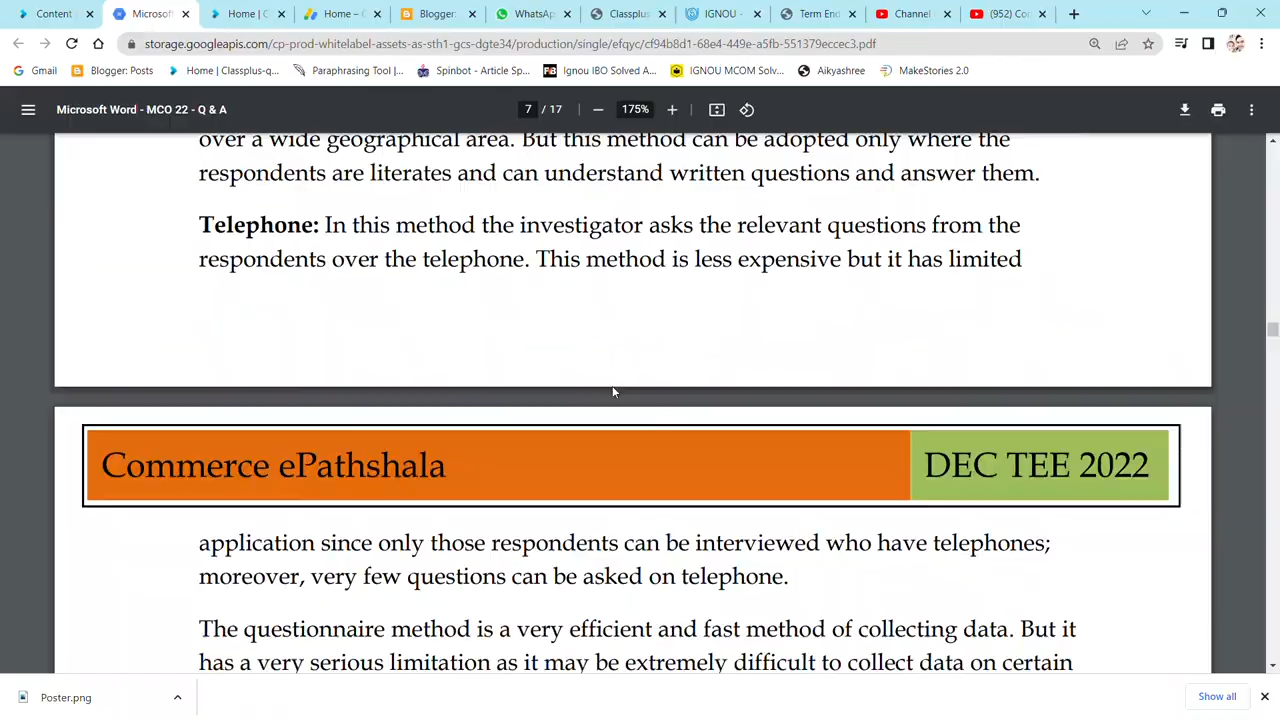 Content
Microsof
Home | C
Home – C
Blogger:
WhatsAp
Classplus
IGNOU -
Term End
Channel
(952) Co
storage.googleapis.com/cp-prod-whitelabel-assets-as-sth1-gcs-dgte34/production/single/efqyc/cf94b8d1-68e4-449e-a5fb-551379eccec3.pdf
Gmail
Blogger: Posts
Home | Classplus-q...
Paraphrasing Tool |...
Spinbot - Article Sp...
Ignou IBO Solved A...
IGNOU MCOM Solv...
Aikyashree
MakeStories 2.0
Microsoft Word - MCO 22 - Q & A
7 / 17
175%
over a wide geographical area. But this method can be adopted only where the
respondents are literates and can understand written questions and answer them.
Telephone: In this method the investigator asks the relevant questions from the
respondents over the telephone. This method is less expensive but it has limited
Commerce ePathshala
DEC TEE 2022
application since only those respondents can be interviewed who have telephones;
moreover, very few questions can be asked on telephone.
The questionnaire method is a very efficient and fast method of collecting data. But it
has a very serious limitation as it may be extremely difficult to collect data on certain
Poster.png
Show all